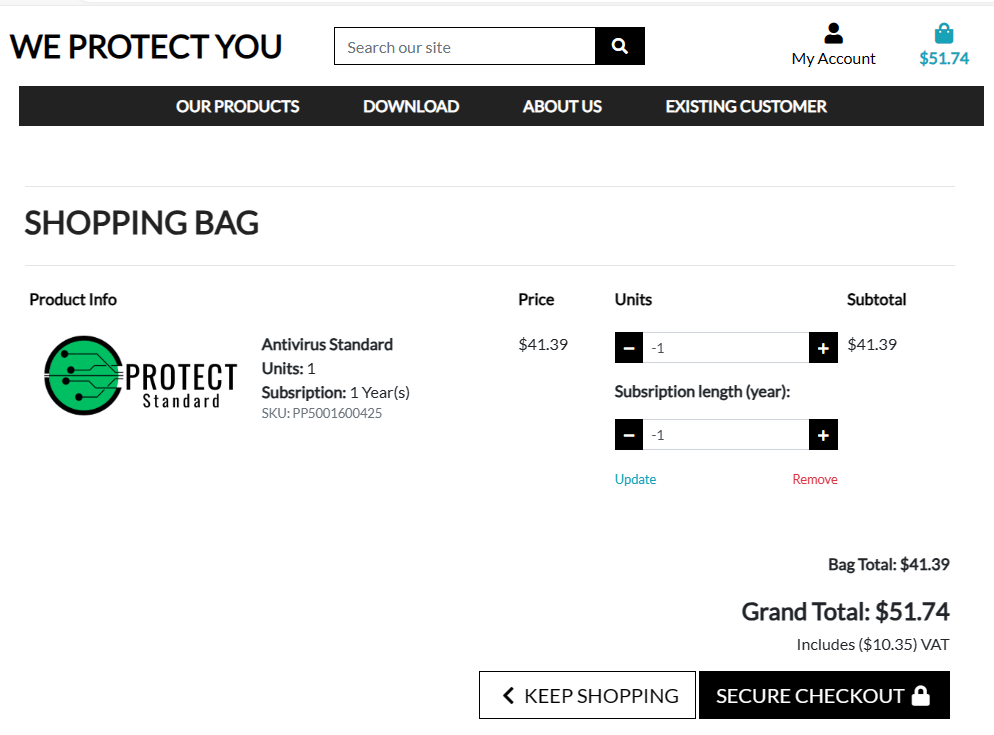 WE PROTECT YOU
Search our site
My Account
$51.74
OUR PRODUCTS DOWNLOAD ABOUT US EXISTING CUSTOMER
SHOPPING BAG
Product Info Price Units Subtotal
PROTECT
Standard
Antivirus Standard
Units: 1
Subsription: 1 Year(s)
SKU: PP5001600425
$41.39
-1
$41.39
Subsription length (year):
-1
Update Remove
Bag Total: $41.39
Grand Total: $51.74
Includes ($10.35) VAT
KEEP SHOPPING SECURE CHECKOUT